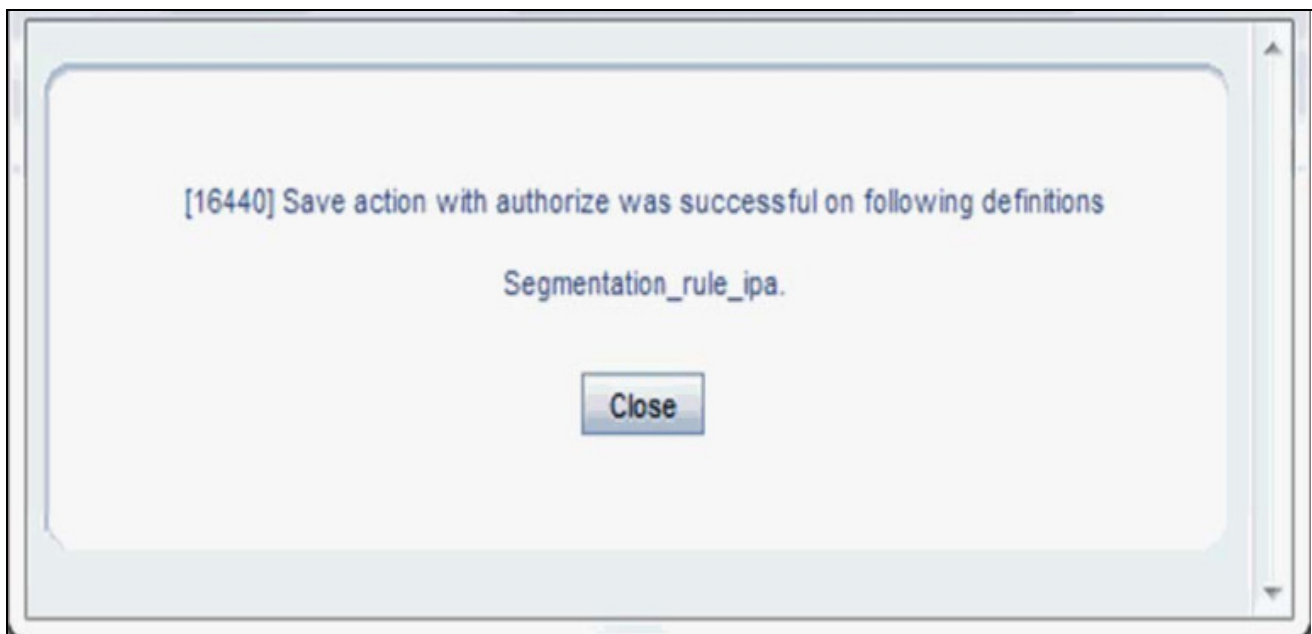 [16440] Save action with authorize was successful on following definitions
Segmentation_rule_ipa.
Close